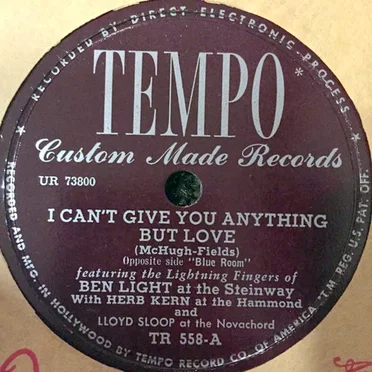 RECORDED BY DIRECT ELECTRONIC PROCESS
TEMPO*
Custom Made Records
UR 73800
I CAN'T GIVE YOU ANYTHING
BUT LOVE
(McHugh-Fields)
Opposite side "Blue Room"
featuring the Lightning Fingers of
BEN LIGHT at the Steinway
With HERB KERN at the Hammond
and
LLOYD SLOOP at the Novachord
TR 558-A
RECORDED AND MFG. IN HOLLYWOOD BY TEMPO RECORD CO. OF AMERICA. *T.M. REG. U.S. PAT. OFF.